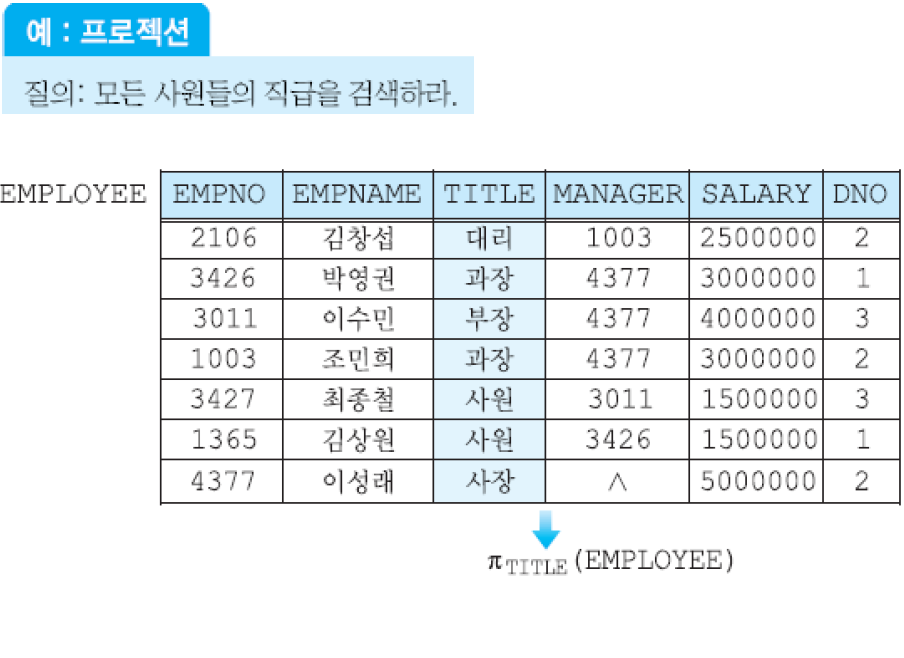 예 : 프로젝션
질의: 모든 사원들의 직급을 검색하라.
EMPLOYEE EMPNO EMPNAME TITLE MANAGER SALARY DNO
2106 김창섭 대리 1003 2500000 2
3426 박영권 과장 4377 3000000 1
3011 이수민 부장 4377 4000000 3
1003 조민희 과장 4377 3000000 2
3427 최종철 사원 3011 1500000 3
1365 김상원 사원 3426 1500000 1
4377 이성래 사장 ∧ 5000000 2
π TITLE (EMPLOYEE)